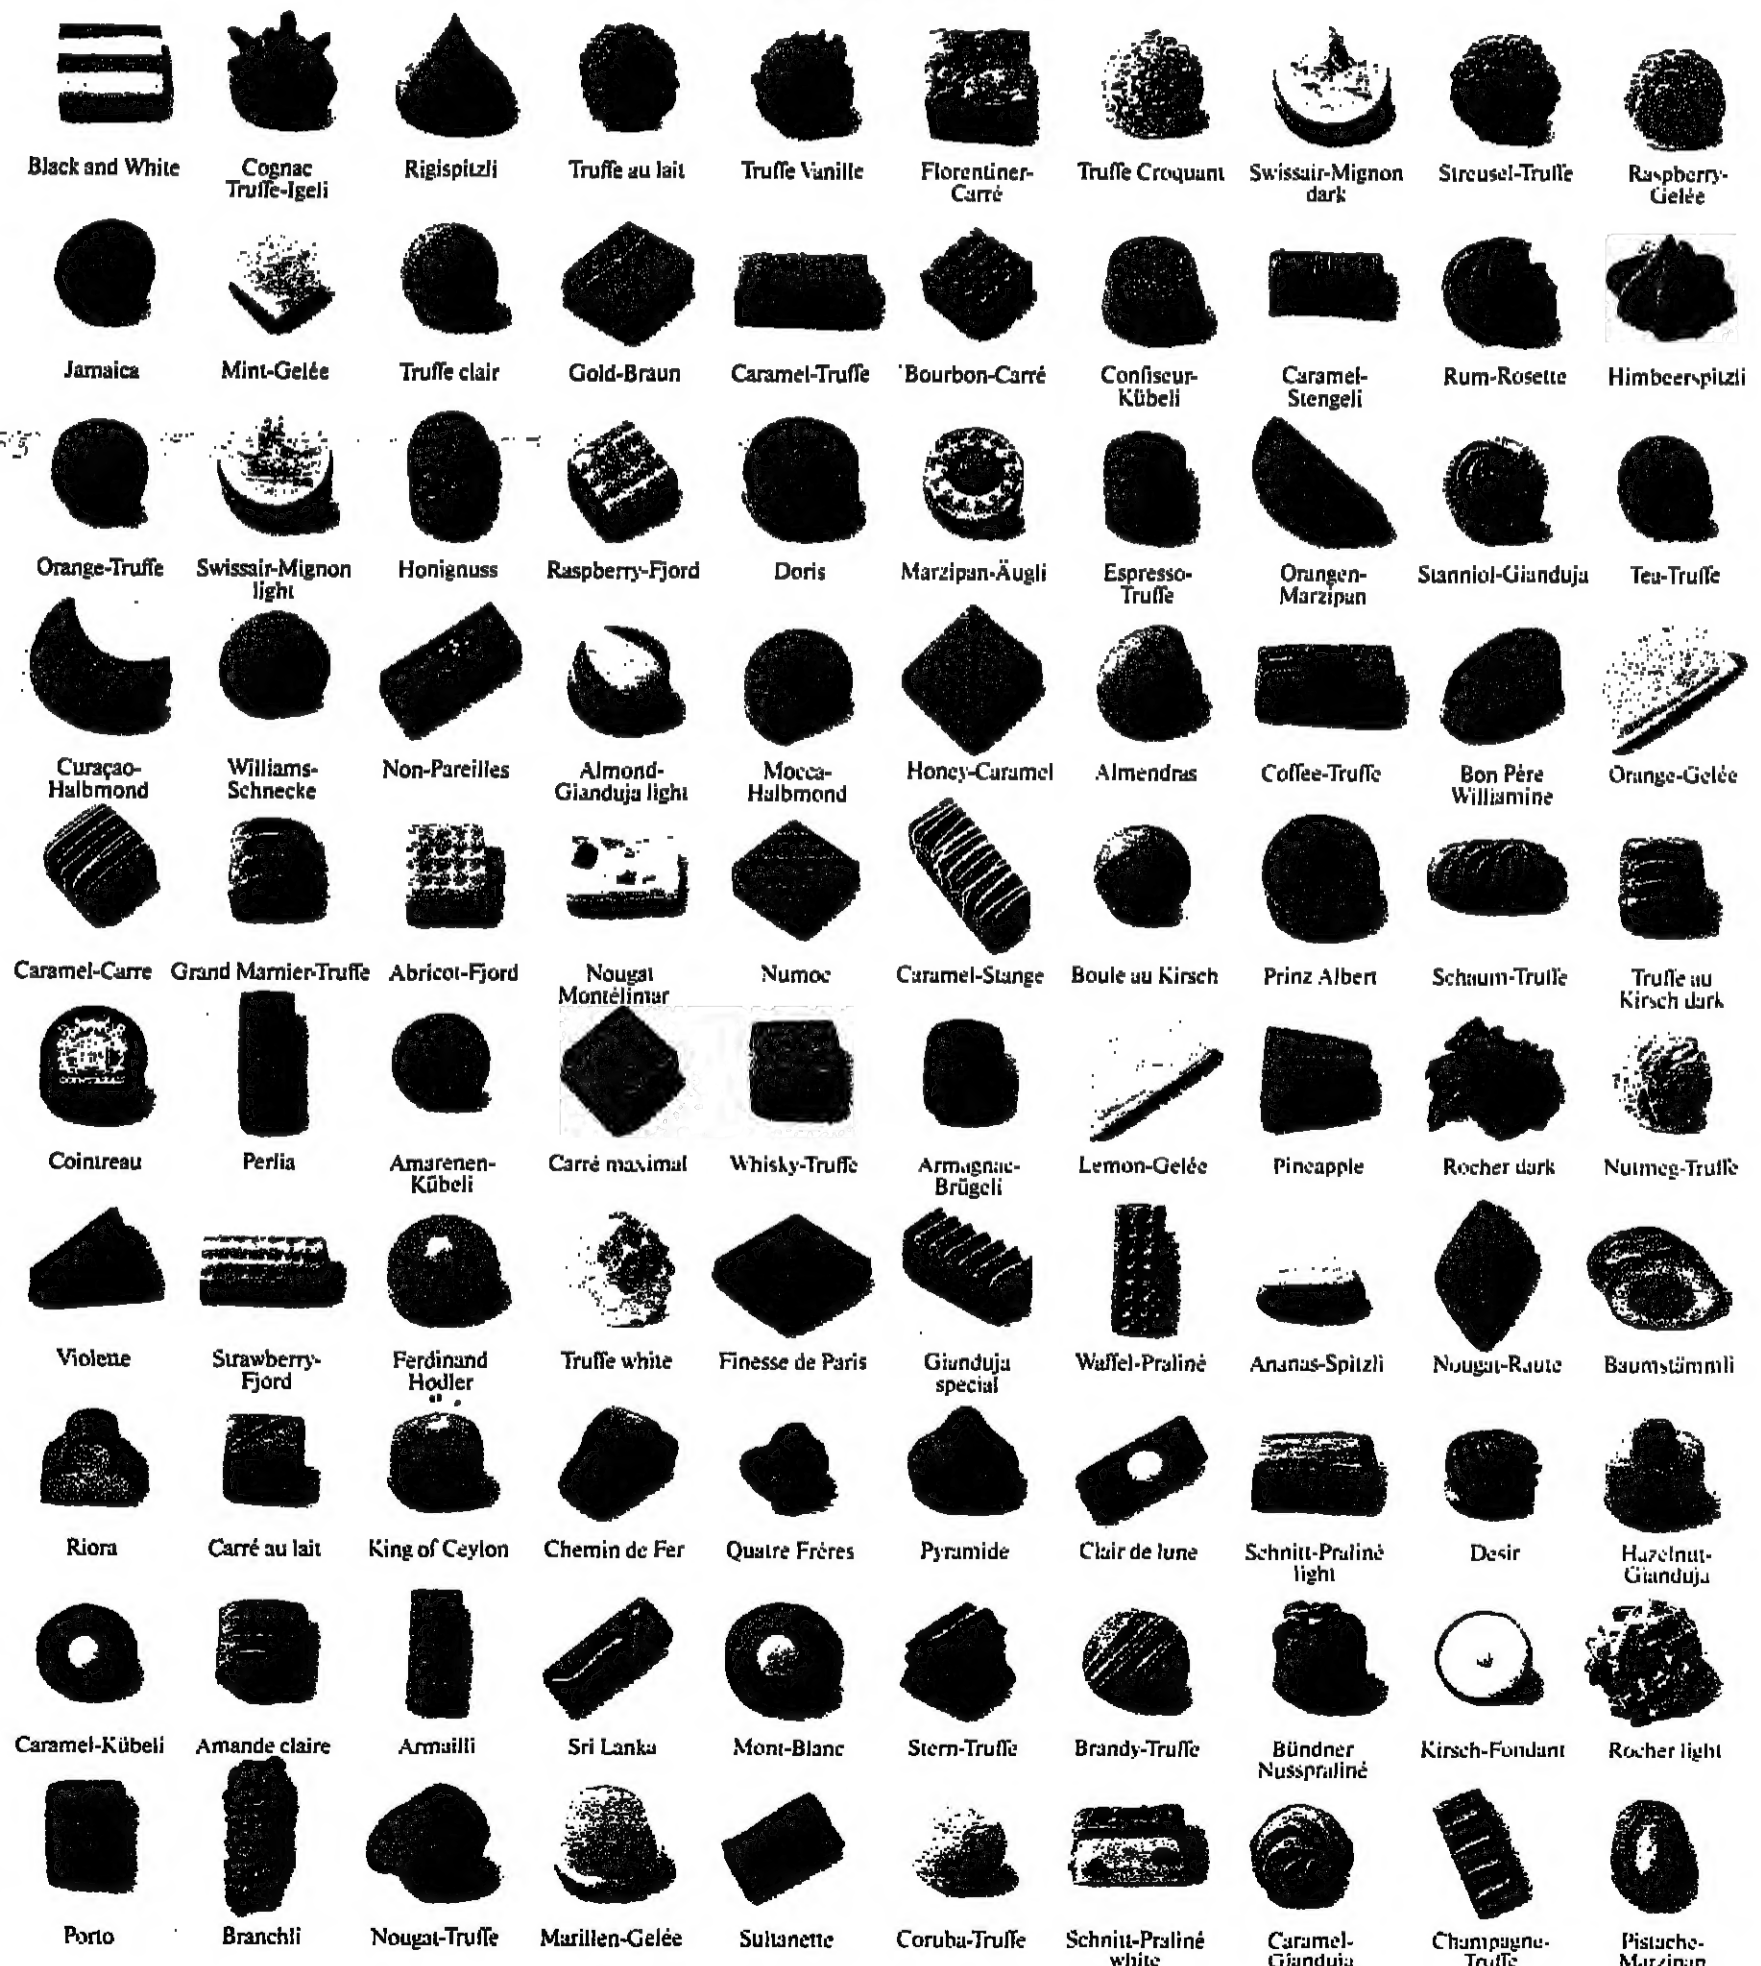 Black and White
Cognac
Truffe-Igeli
Rigispitzli
Truffe au lait
Truffe Vanille
Florentiner-
Carré
Truffe Croquant
Swissair-Mignon
dark
Streusel-Truffe
Raspberry-
Gelée
Jamaica
Mint-Gelée
Truffe clair
Gold-Braun
Caramel-Truffe
Bourbon-Carré
Confiseur-
Kübeli
Caramel-
Stengeli
Rum-Rosette
Himbeerspitzli
Orange-Truffe
Swissair-Mignon
light
Honignuss
Raspberry-Fjord
Doris
Marzipan-Äugli
Espresso-
Truffe
Orangen-
Marzipan
Stanniol-Gianduja
Tea-Truffe
Curaçao-
Halbmond
Williams-
Schnecke
Non-Pareilles
Almond-
Gianduja light
Mocca-
Halbmond
Honey-Caramel
Almendras
Coffee-Truffe
Bon Père
Williamine
Orange-Gelée
Caramel-Carre
Grand Marnier-Truffe
Abricot-Fjord
Nougat
Montélimar
Numoc
Caramel-Stange
Boule au Kirsch
Prinz Albert
Schaum-Truffe
Truffe au
Kirsch dark
Cointreau
Perlia
Amarenen-
Kübeli
Carré maximal
Whisky-Truffe
Armagnac-
Brügeli
Lemon-Gelée
Pineapple
Rocher dark
Nutmeg-Truffe
Violette
Strawberry-
Fjord
Ferdinand
Hodler
Truffe white
Finesse de Paris
Gianduja
special
Waffel-Praliné
Ananas-Spitzli
Nougat-Raute
Baumstämmli
Riora
Carré au lait
King of Ceylon
Chemin de Fer
Quatre Fréres
Pyramide
Clair de lune
Schnitt-Praliné
light
Desir
Hazelnut-
Gianduja
Caramel-Kübeli
Amande claire
Armailli
Sri Lanka
Mont-Blanc
Stern-Truffe
Brandy-Truffe
Bündner
Nusspraliné
Kirsch-Fondant
Rocher light
Porto
Branchli
Nougat-Truffe
Marillen-Gelée
Sultanette
Coruba-Truffe
Schnitt-Praliné
white
Caramel-
Gianduja
Champagne-
Truffe
Pistache-
Marzipan